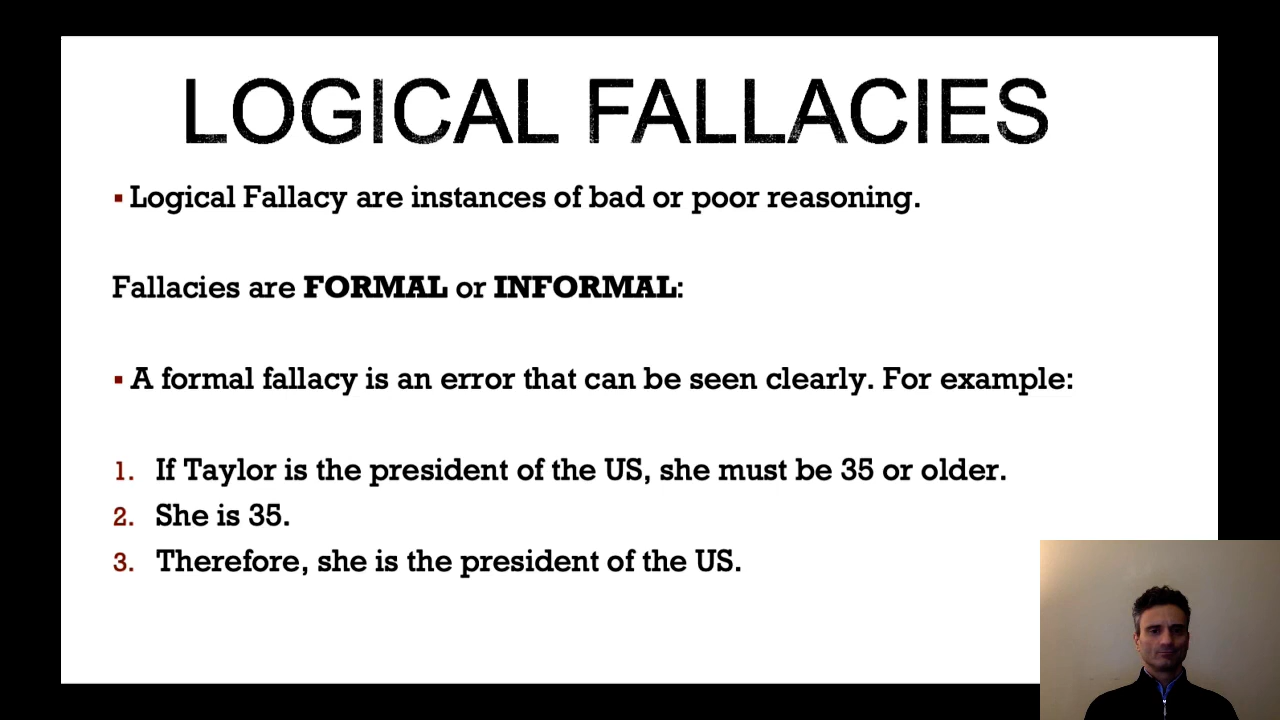 LOGICAL FALLACIES
▪ Logical Fallacy are instances of bad or poor reasoning.
Fallacies are FORMAL or INFORMAL:
▪ A formal fallacy is an error that can be seen clearly. For example:
1. If Taylor is the president of the US, she must be 35 or older.
2. She is 35.
3. Therefore, she is the president of the US.